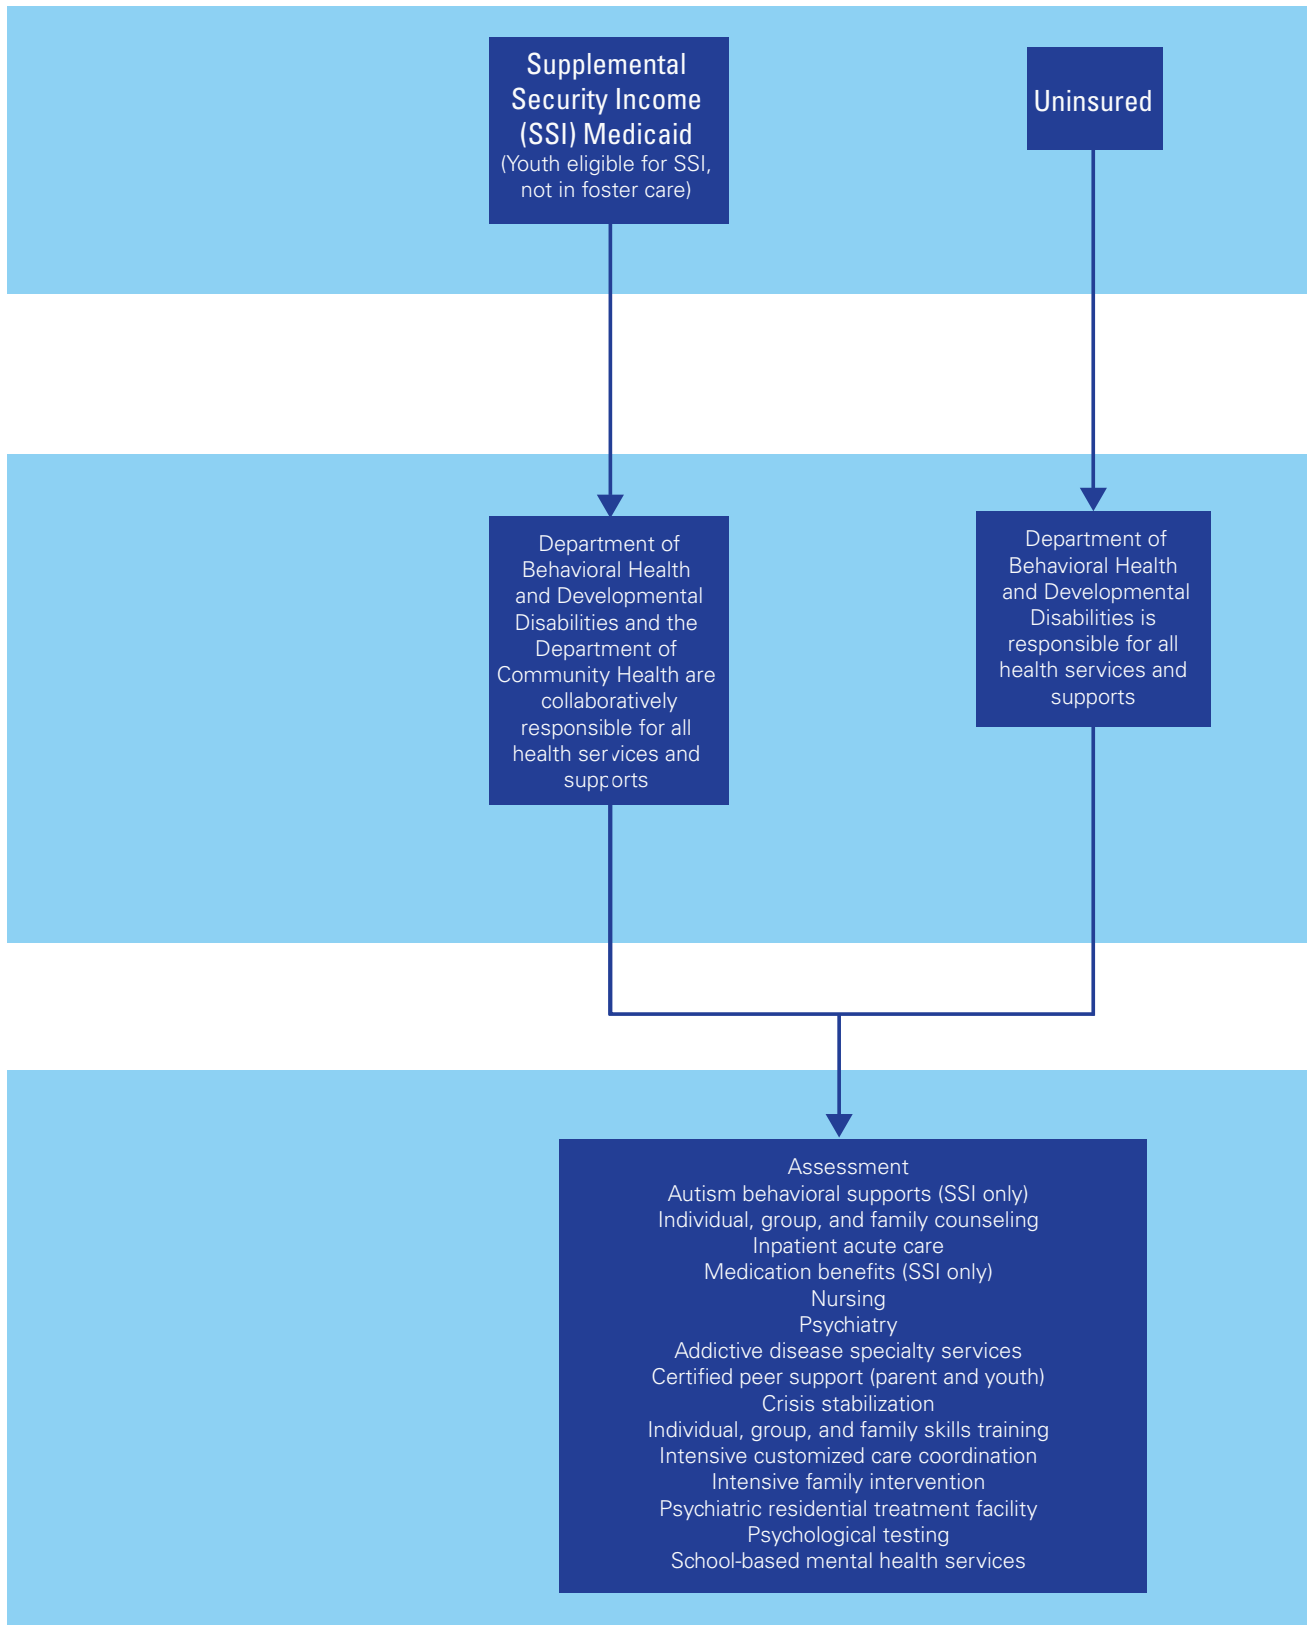 Supplemental
Security Income
(SSI) Medicaid
(Youth eligible for SSI,
not in foster care)
Uninsured
Department of
Behavioral Health
and Developmental
Disabilities and the
Department of
Community Health are
collaboratively
responsible for all
health services and
supports
Department of
Behavioral Health
and Developmental
Disabilities is
responsible for all
health services and
supports
Assessment
Autism behavioral supports (SSI only)
Individual, group, and family counseling
Inpatient acute care
Medication benefits (SSI only)
Nursing
Psychiatry
Addictive disease specialty services
Certified peer support (parent and youth)
Crisis stabilization
Individual, group, and family skills training
Intensive customized care coordination
Intensive family intervention
Psychiatric residential treatment facility
Psychological testing
School-based mental health services